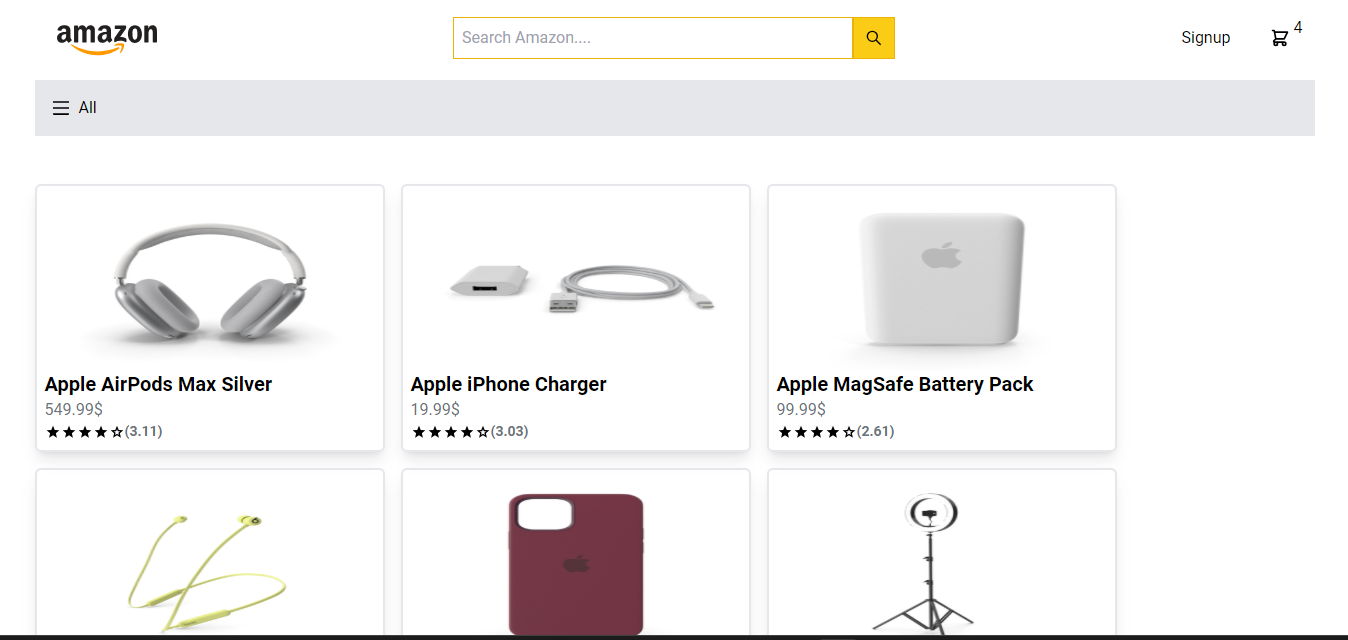 amazon
Search Amazon....
Signup
4
All
Apple AirPods Max Silver
549.99$
(3.11)
Apple iPhone Charger
19.99$
(3.03)
Apple MagSafe Battery Pack
99.99$
(2.61)